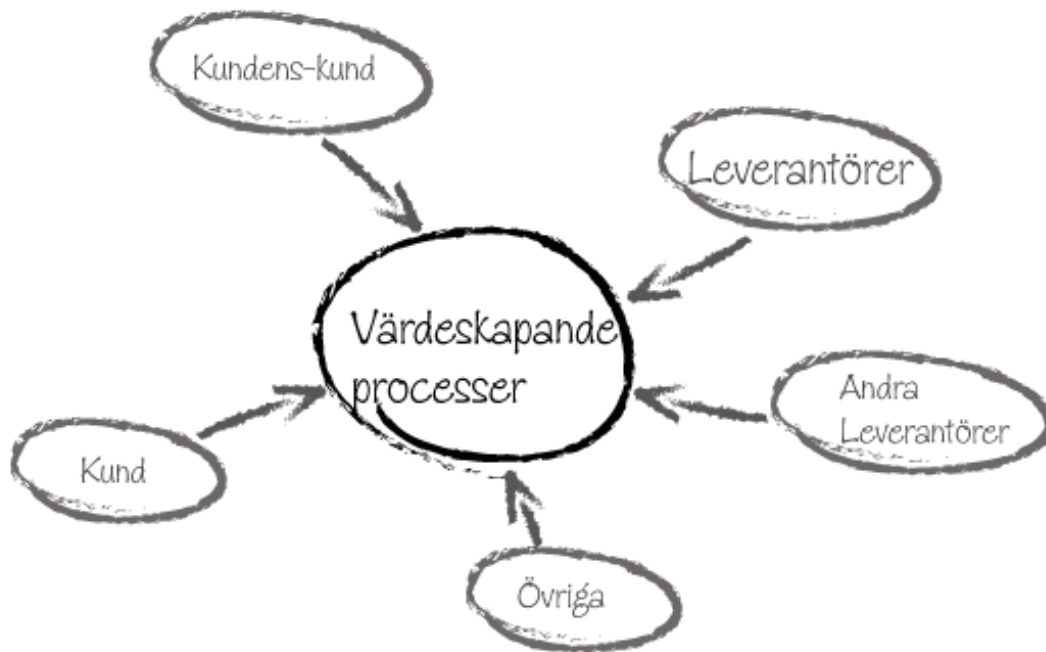 Kundens-kund
Leverantörer
Värdeskapande
processer
Andra
Leverantörer
Kund
Övriga